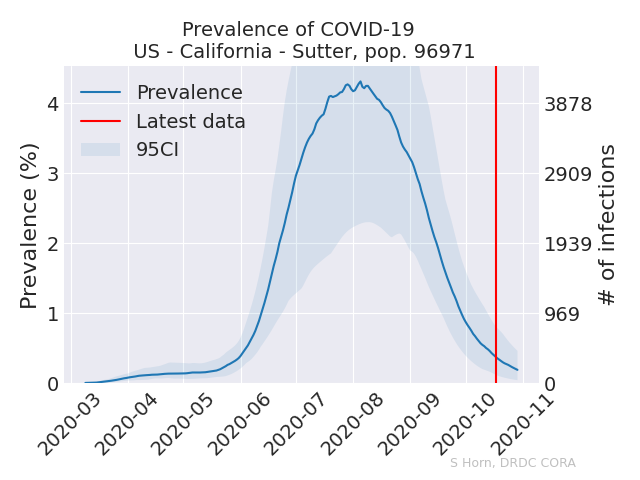 Prevalence of COVID-19
US - California - Sutter, pop. 96971
Prevalence
Latest data
95CI
Prevalence (%)
4
3
2
1
0
3878
2909
1939
969
0
# of infections
2020-03
2020-04
2020-05
2020-06
2020-07
2020-08
2020-09
2020-10
2020-11
S Horn, DRDC CORA